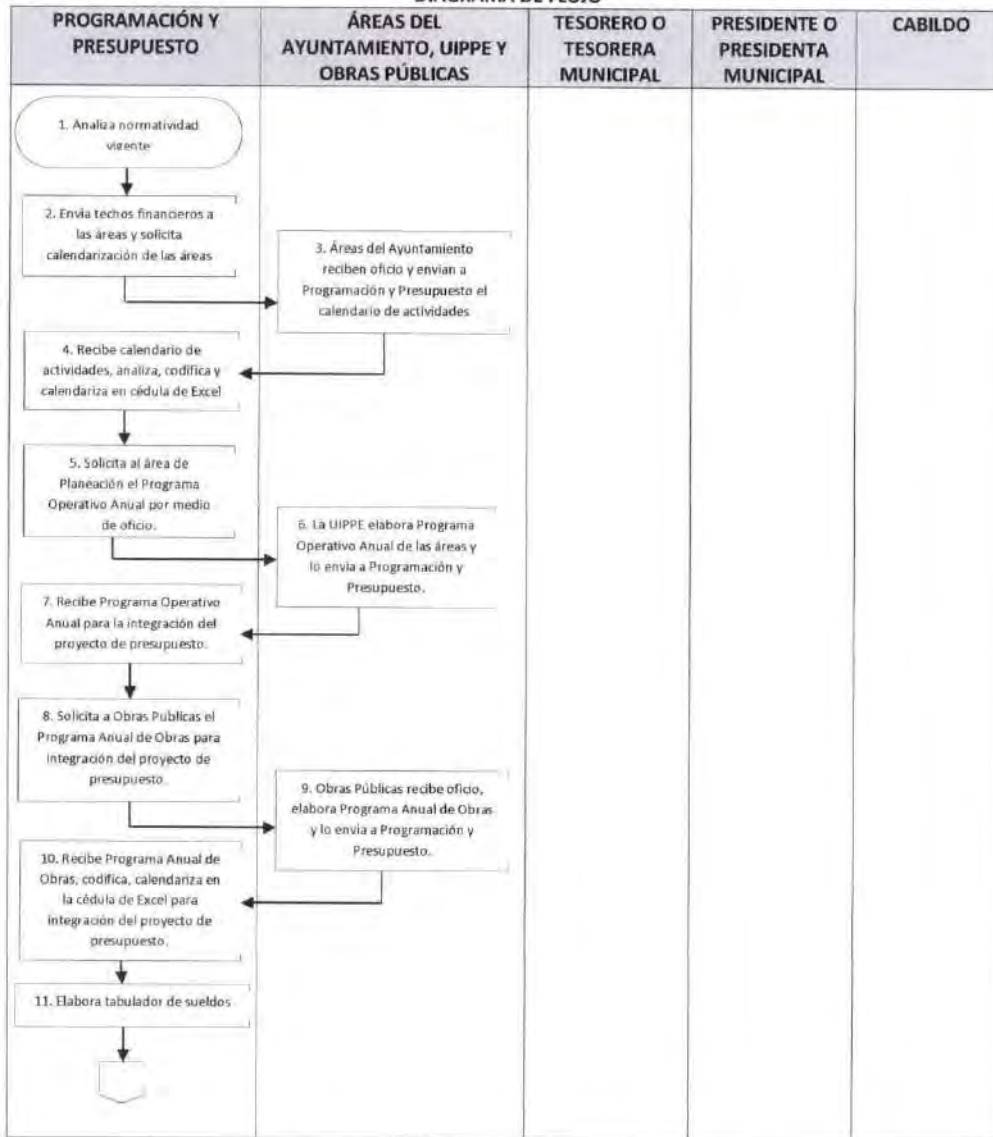 DIAGRAMA DE FLUJO
PROGRAMACIÓN Y
PRESUPUESTO
ÁREAS DEL
AYUNTAMIENTO, UIPPE Y
OBRAS PÚBLICAS
TESORERO O
TESORERA
MUNICIPAL
PRESIDENTE O
PRESIDENTA
MUNICIPAL
CABILDO
1. Analiza normatividad
vigente
2. Envia techos financieros a
las áreas y solicita
calendarización de las áreas
3. Áreas del Ayuntamiento
reciben oficio y envian a
Programación y Presupuesto el
calendario de actividades
4. Recibe calendario de
actividades, analiza, codifica y
calendariza en cédula de Excel
5. Solicita al área de
Planeación el Programa
Operativo Anual por medio
de oficio.
6. La UIPPE elabora Programa
Operativo Anual de las áreas y
lo envia a Programación y
Presupuesto.
7. Recibe Programa Operativo
Anual para la integración del
proyecto de presupuesto.
8. Solicita a Obras Publicas el
Programa Anual de Obras para
integración del proyecto de
presupuesto.
9. Obras Públicas recibe oficio,
elabora Programa Anual de Obras
y lo envia a Programación y
Presupuesto.
10. Recibe Programa Anual de
Obras, codifica, calendariza en
la cédula de Excel para
integración del proyecto de
presupuesto.
11. Elabora tabulador de sueldos